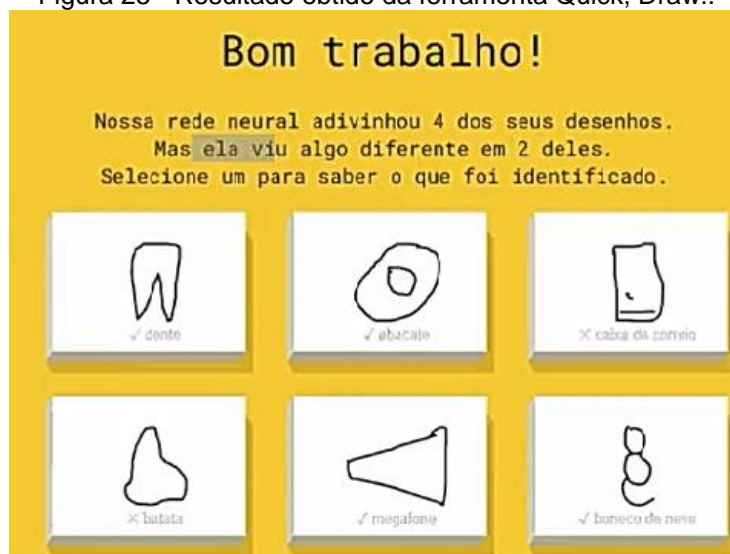 Figura 28 - Resultado obtido da ferramenta Quick, Draw!.
Bom trabalho!
Nossa rede neural adivinhou 4 dos seus desenhos.
Mas ela viu algo diferente em 2 deles.
Selecione um para saber o que foi identificado.
✓ dente
✓ abacate
✕ caixa de correio
✕ batata
✓ megafone
✓ boneco de neve